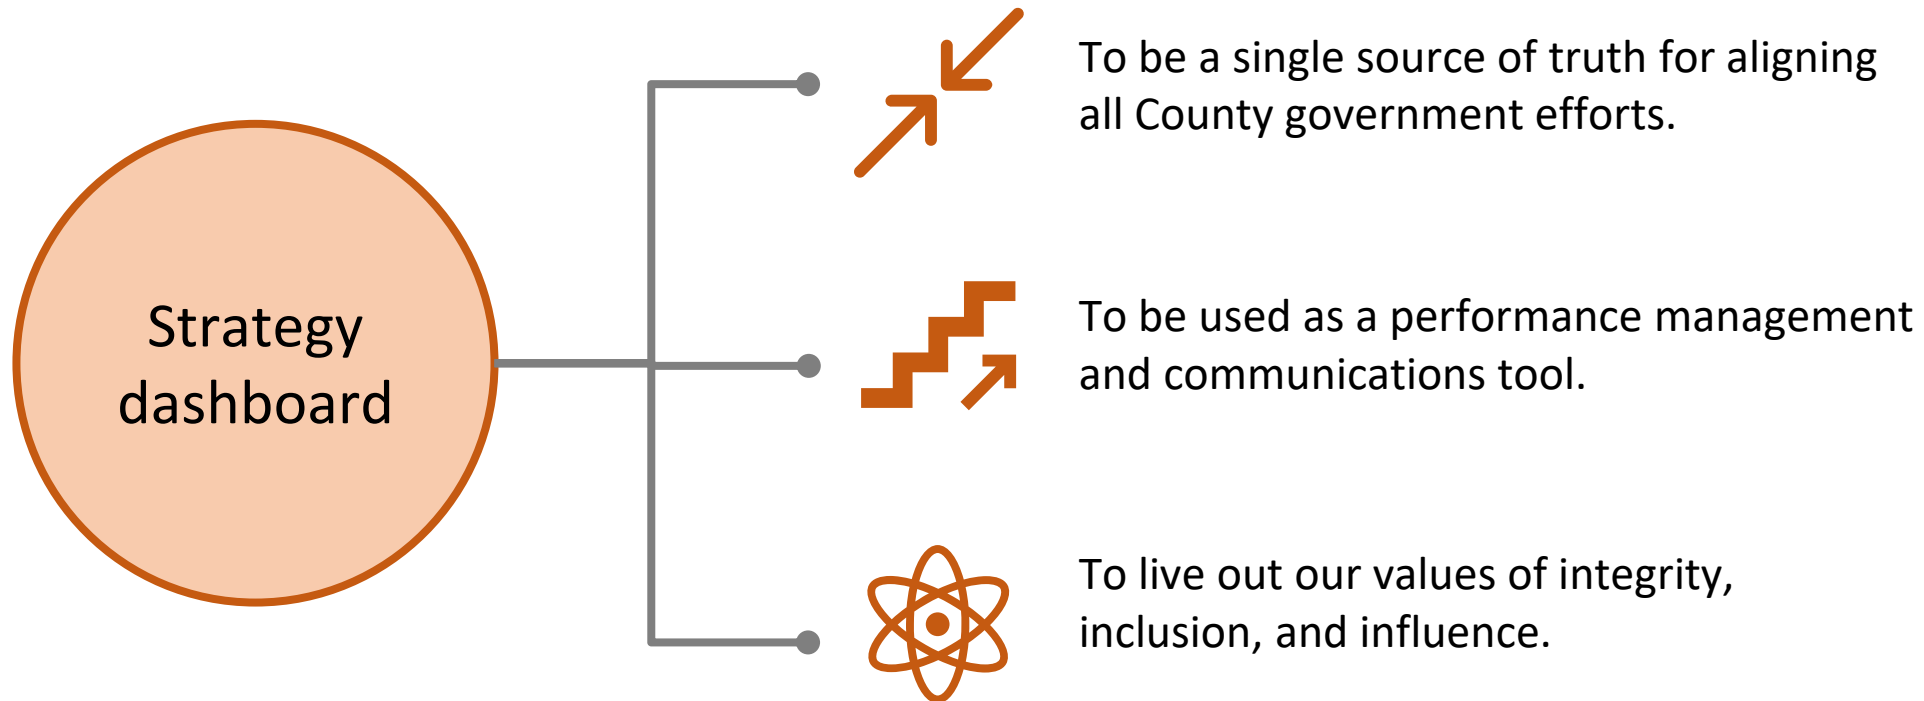 Strategy
dashboard
To be a single source of truth for aligning
all County government efforts.
To be used as a performance management
and communications tool.
To live out our values of integrity,
inclusion, and influence.